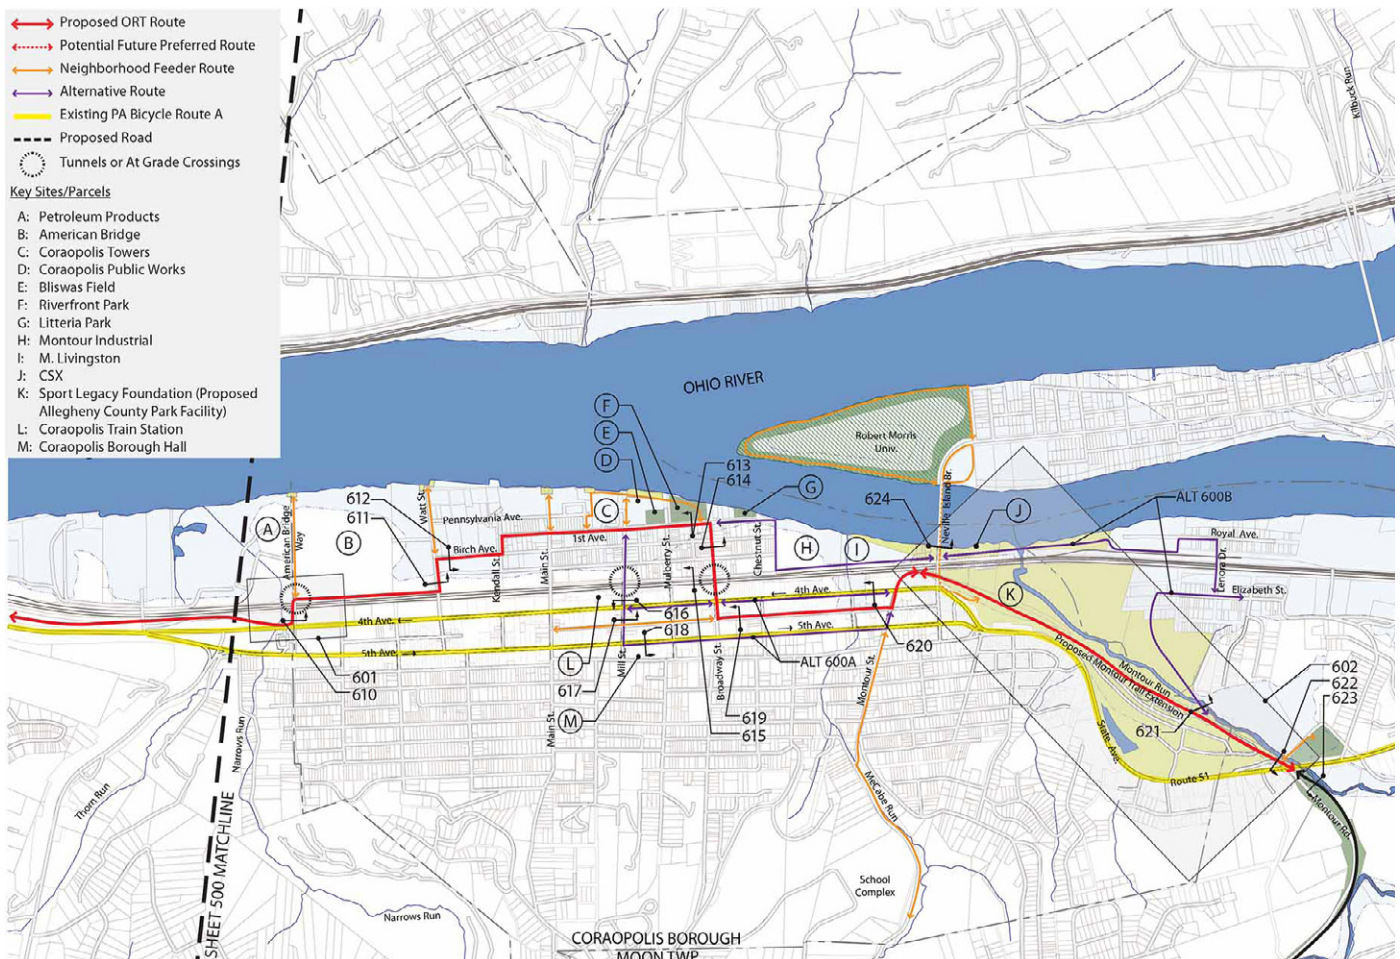 Proposed ORT Route
Potential Future Preferred Route
Neighborhood Feeder Route
Alternative Route
Existing PA Bicycle Route A
Proposed Road
Tunnels or At Grade Crossings
Key Sites/Parcels
A: Petroleum Products
B: American Bridge
C: Coraopolis Towers
D: Coraopolis Public Works
E: Bliswas Field
F: Riverfront Park
G: Litteria Park
H: Montour Industrial
I: M. Livingston
J: CSX
K: Sport Legacy Foundation (Proposed
Allegheny County Park Facility)
L: Coraopolis Train Station
M: Coraopolis Borough Hall
Kilbuck Run
OHIO RIVER
Robert Morris
Univ.
F
E
D
G
C
A
B
H
I
J
K
L
M
613
614
612
611
624
ALT 600B
Neville Island Br.
American Bridge
Way
Watt St.
Pennsylvania Ave.
Birch Ave.
1st Ave.
Kendall St.
Main St.
Mulberry St.
Chestnut St.
Royal Ave.
Lenora Dr.
Elizabeth St.
4th Ave.
4th Ave.
5th Ave.
5th Ave.
616
618
617
601
610
620
ALT 600A
619
615
Mill St.
Broadway St.
Main St.
Montour St.
McCabe Run
Montour Run
Proposed Montour Trail Extension
State Ave.
Route 51
602
622
623
621
Montour Rd.
Narrows Run
Thorn Run
Narrows Run
SHEET 500 MATCHLINE
School
Complex
CORAOPOLIS BOROUGH
MOON TWP